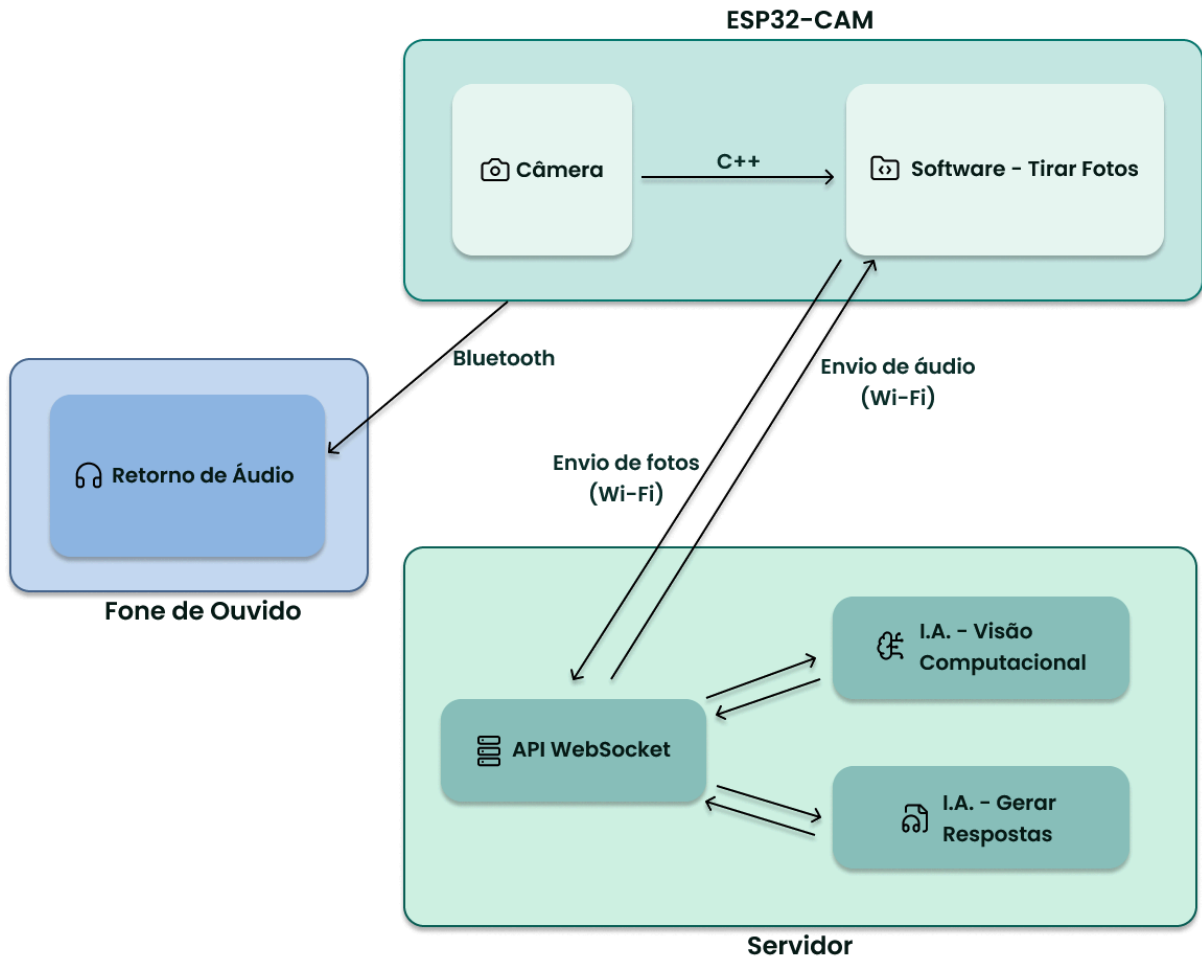 ESP32-CAM
Câmera
C++
Software - Tirar Fotos
Bluetooth
Envio de áudio
(Wi-Fi)
Retorno de Áudio
Envio de fotos
(Wi-Fi)
Fone de Ouvido
I.A. - Visão
Computacional
API WebSocket
I.A. - Gerar
Respostas
Servidor